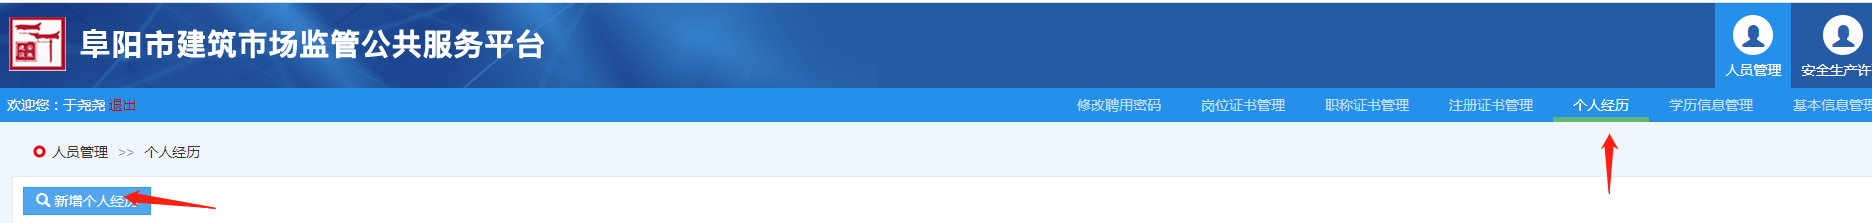 阜阳市建筑市场监管公共服务平台
人员管理
安全生产许
欢迎您：于尧尧 退出
修改聘用密码 岗位证书管理 职称证书管理 注册证书管理 个人经历 学历信息管理 基本信息管理
人员管理 >> 个人经历
新增个人经历